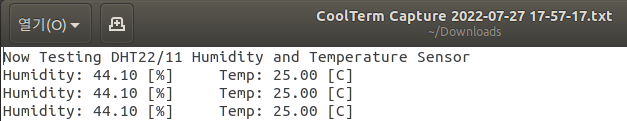 열기(O)
CoolTerm Capture 2022-07-27 17-57-17.txt
~/Downloads
Now Testing DHT22/11 Humidity and Temperature Sensor
Humidity: 44.10 [%]     Temp: 25.00 [C]
Humidity: 44.10 [%]     Temp: 25.00 [C]
Humidity: 44.10 [%]     Temp: 25.00 [C]